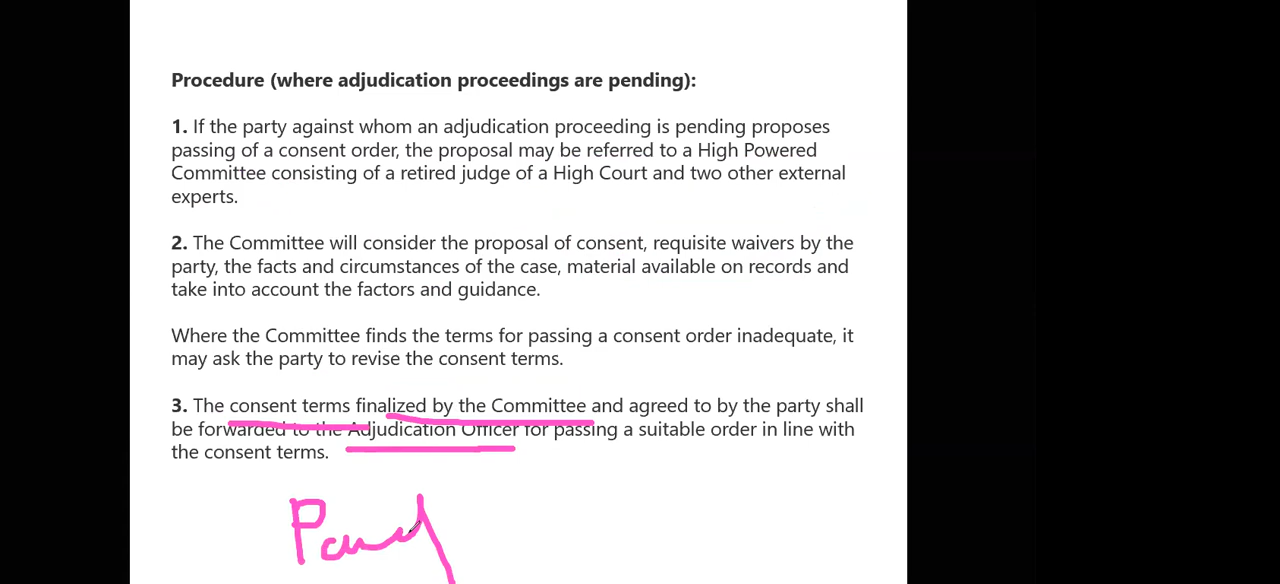 Procedure (where adjudication proceedings are pending):
1. If the party against whom an adjudication proceeding is pending proposes
passing of a consent order, the proposal may be referred to a High Powered
Committee consisting of a retired judge of a High Court and two other external
experts.
2. The Committee will consider the proposal of consent, requisite waivers by the
party, the facts and circumstances of the case, material available on records and
take into account the factors and guidance.
Where the Committee finds the terms for passing a consent order inadequate, it
may ask the party to revise the consent terms.
3. The consent terms finalized by the Committee and agreed to by the party shall
be forwarded to the Adjudication Officer for passing a suitable order in line with
the consent terms.